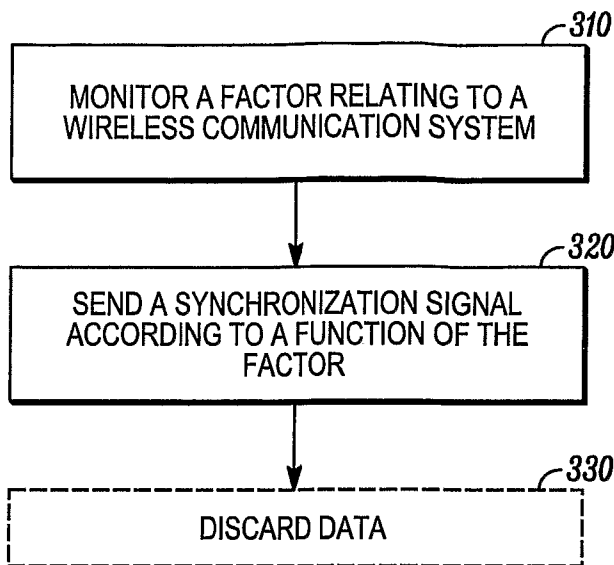 310
MONITOR A FACTOR RELATING TO A
WIRELESS COMMUNICATION SYSTEM
320
SEND A SYNCHRONIZATION SIGNAL
ACCORDING TO A FUNCTION OF THE
FACTOR
330
DISCARD DATA